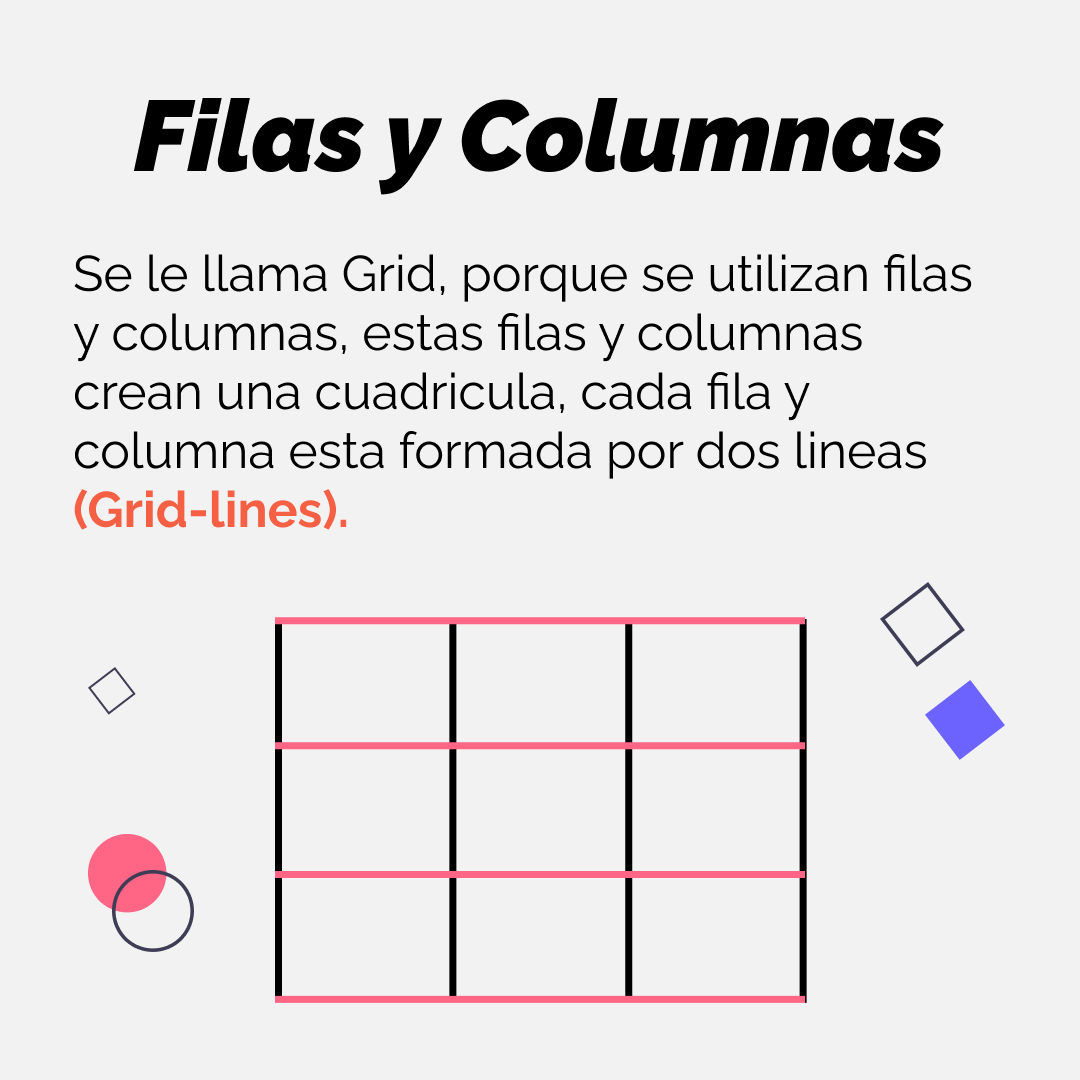 Filas y Columnas
Se le llama Grid, porque se utilizan filas
y columnas, estas filas y columnas
crean una cuadricula, cada fila y
columna esta formada por dos lineas
(Grid-lines).